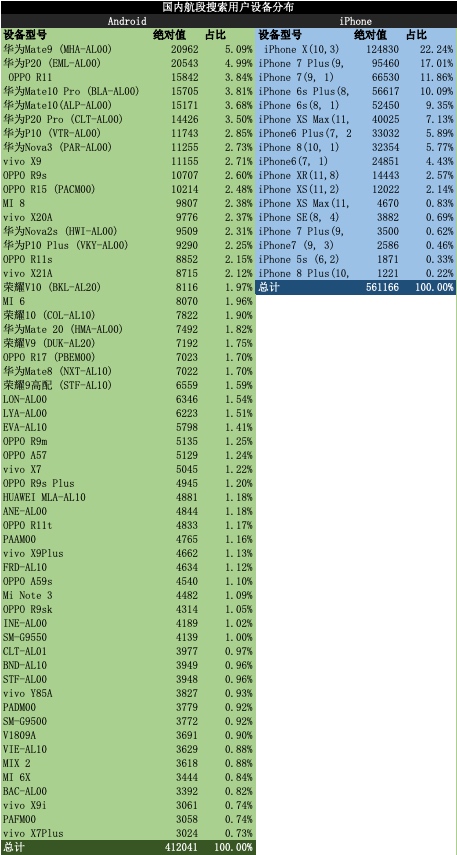 国内航段搜索用户设备分布
Android iPhone
设备型号 绝对值 占比 设备型号 绝对值 占比
华为Mate9 (MHA-AL00) 20962 5.09% iPhone X(10,3) 124830 22.24%
华为P20 (EML-AL00) 20543 4.99% iPhone 7 Plus(9, 95460 17.01%
OPPO R11 15842 3.84% iPhone 7(9, 1) 66530 11.86%
华为Mate10 Pro (BLA-AL00) 15705 3.81% iPhone 6s Plus(8, 56617 10.09%
华为Mate10(ALP-AL00) 15171 3.68% iPhone 6s(8, 1) 52450 9.35%
华为P20 Pro (CLT-AL00) 14426 3.50% iPhone XS Max(11, 40025 7.13%
华为P10 (VTR-AL00) 11743 2.85% iPhone6 Plus(7, 2 33032 5.89%
华为Nova3 (PAR-AL00) 11255 2.73% iPhone 8(10, 1) 32354 5.77%
vivo X9 11155 2.71% iPhone6(7, 1) 24851 4.43%
OPPO R9s 10707 2.60% iPhone XR(11,8) 14443 2.57%
OPPO R15 (PACM00) 10214 2.48% iPhone XS(11,2) 12022 2.14%
MI 8 9807 2.38% iPhone XS Max(11, 4670 0.83%
vivo X20A 9776 2.37% iPhone SE(8, 4) 3882 0.69%
华为Nova2s (HWI-AL00) 9509 2.31% iPhone 7 Plus(9, 3500 0.62%
华为P10 Plus (VKY-AL00) 9290 2.25% iPhone7 (9, 3) 2586 0.46%
OPPO R11s 8852 2.15% iPhone 5s (6,2) 1871 0.33%
vivo X21A 8715 2.12% iPhone 8 Plus(10, 1221 0.22%
荣耀V10 (BKL-AL20) 8116 1.97% 总计 561166 100.00%
MI 6 8070 1.96%
荣耀10 (COL-AL10) 7822 1.90%
华为Mate 20 (HMA-AL00) 7492 1.82%
荣耀V9 (DUK-AL20) 7192 1.75%
OPPO R17 (PBEM00) 7023 1.70%
华为Mate8 (NXT-AL10) 7022 1.70%
荣耀9高配 (STF-AL10) 6559 1.59%
LON-AL00 6346 1.54%
LYA-AL00 6223 1.51%
EVA-AL10 5798 1.41%
OPPO R9m 5135 1.25%
OPPO A57 5129 1.24%
vivo X7 5045 1.22%
OPPO R9s Plus 4945 1.20%
HUAWEI MLA-AL10 4881 1.18%
ANE-AL00 4844 1.18%
OPPO R11t 4833 1.17%
PAAM00 4765 1.16%
vivo X9Plus 4662 1.13%
FRD-AL10 4634 1.12%
OPPO A59s 4540 1.10%
Mi Note 3 4482 1.09%
OPPO R9sk 4314 1.05%
INE-AL00 4189 1.02%
SM-G9550 4139 1.00%
CLT-AL01 3977 0.97%
BND-AL10 3949 0.96%
STF-AL00 3948 0.96%
vivo Y85A 3827 0.93%
PADM00 3779 0.92%
SM-G9500 3772 0.92%
V1809A 3691 0.90%
VIE-AL10 3629 0.88%
MIX 2 3618 0.88%
MI 6X 3444 0.84%
BAC-AL00 3392 0.82%
vivo X9i 3061 0.74%
PAFM00 3058 0.74%
vivo X7Plus 3024 0.73%
总计 412041 100.00%